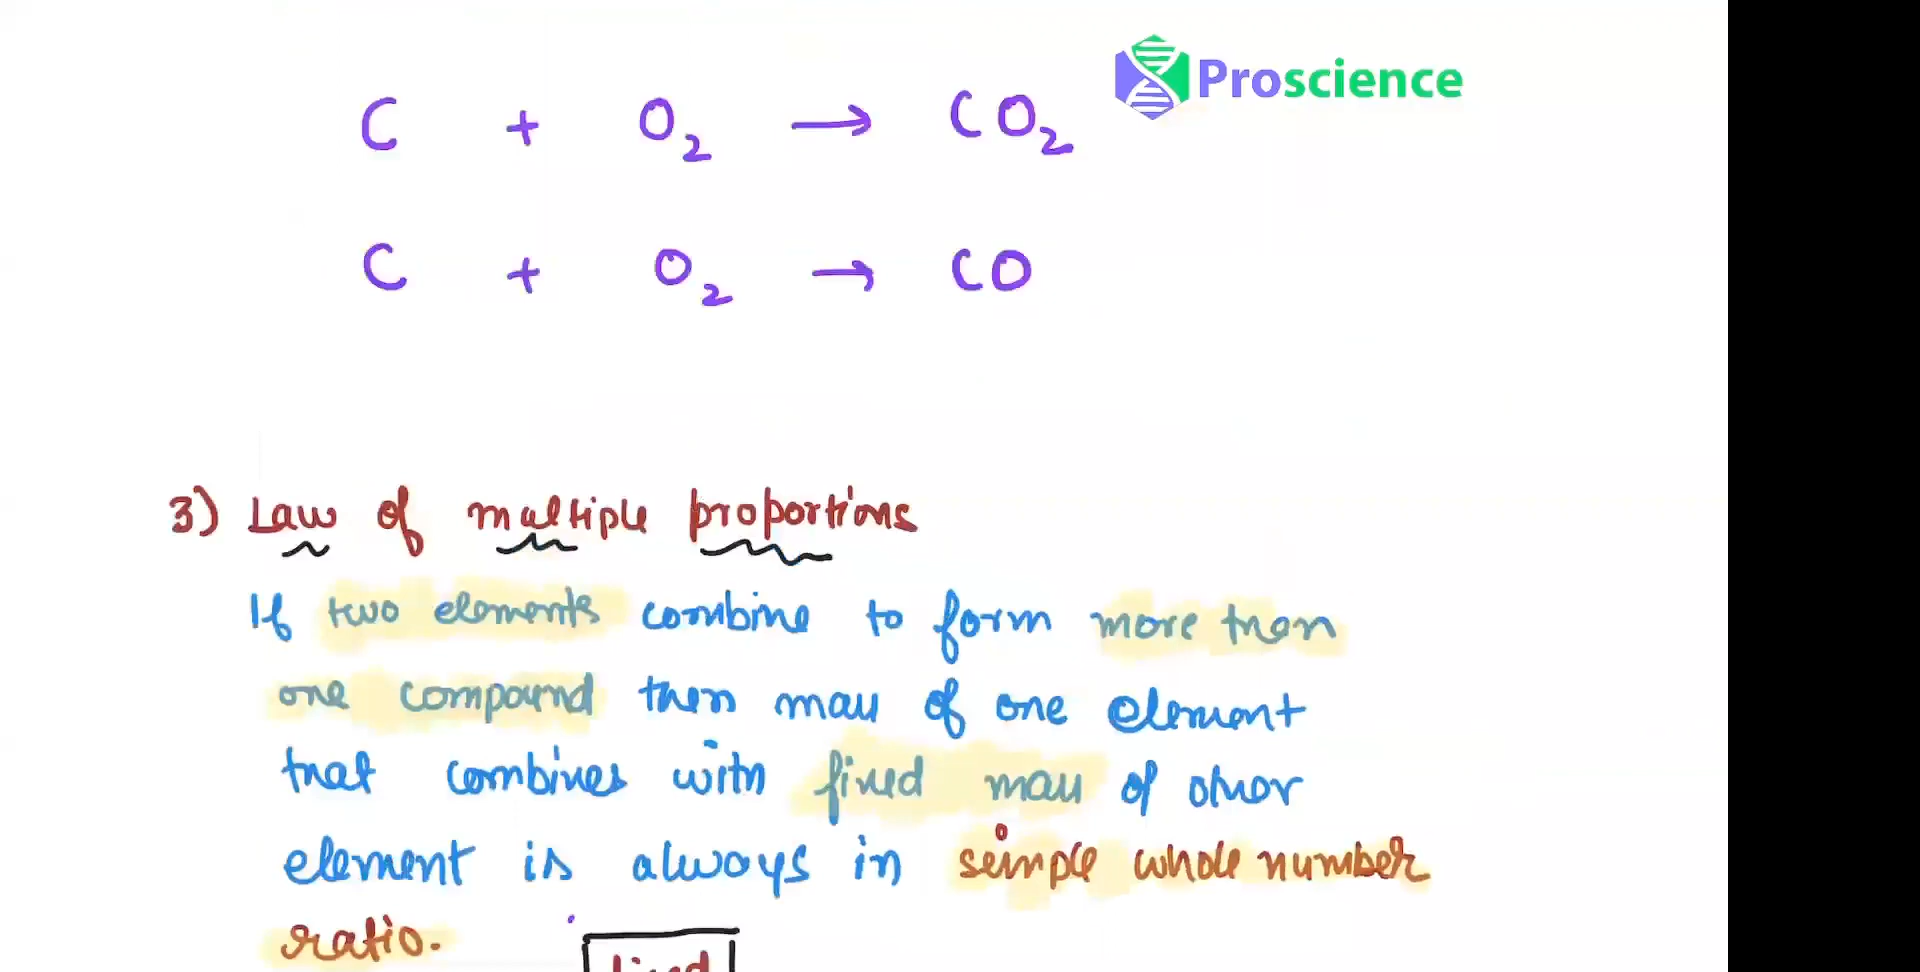 Proscience
C + O₂ → CO₂
C + O₂ → CO
3) Law of multiple proportions
If two elements combine to form more then
one compound then mass of one element
that combines with fixed mass of other
element is always in simple whole number
ratio.
fixed